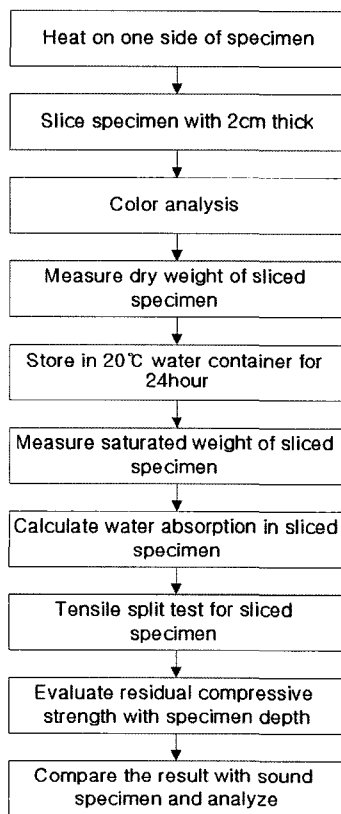 Heat on one side of specimen
Slice specimen with 2cm thick
Color analysis
Measure dry weight of sliced
specimen
Store in 20℃ water container for
24hour
Measure saturated weight of sliced
specimen
Calculate water absorption in sliced
specimen
Tensile split test for sliced
specimen
Evaluate residual compressive
strength with specimen depth
Compare the result with sound
specimen and analyze